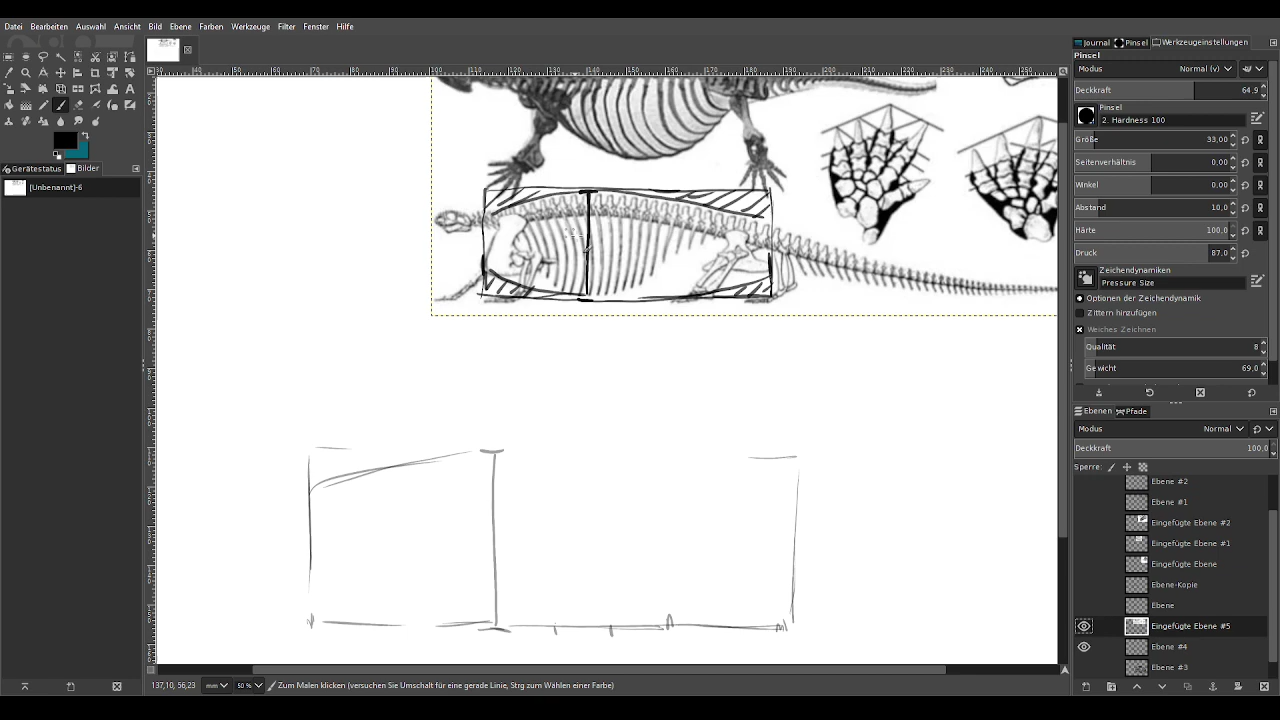 Datei Bearbeiten Auswahl Ansicht Bild Ebene Farben Werkzeuge Filter Fenster Hilfe
Journal Pinsel Werkzeugeinstellungen
Pinsel
Modus Normal (v)
Deckkraft 64,9
Pinsel
2. Hardness 100
Größe 33,00
Seitenverhältnis 0,00
Winkel 0,00
Abstand 10,0
Härte 100,0
Druck 87,0
Zeichendynamiken
Pressure Size
Optionen der Zeichendynamik
Zittern hinzufügen
Weiches Zeichnen
Qualität 8
Gewicht 69,0
Gerätestatus Bilder
[Unbenannt]-6
Ebenen Pfade
Modus Normal
Deckkraft 100,0
Sperre:
Ebene #2
Ebene #1
Eingefügte Ebene #2
Eingefügte Ebene #1
Eingefügte Ebene
Ebene-Kopie
Ebene
Eingefügte Ebene #5
Ebene #4
Ebene #3
137,10, 56,23 mm 50 % Zum Malen klicken (versuchen Sie Umschalt für eine gerade Linie, Strg zum Wählen einer Farbe)